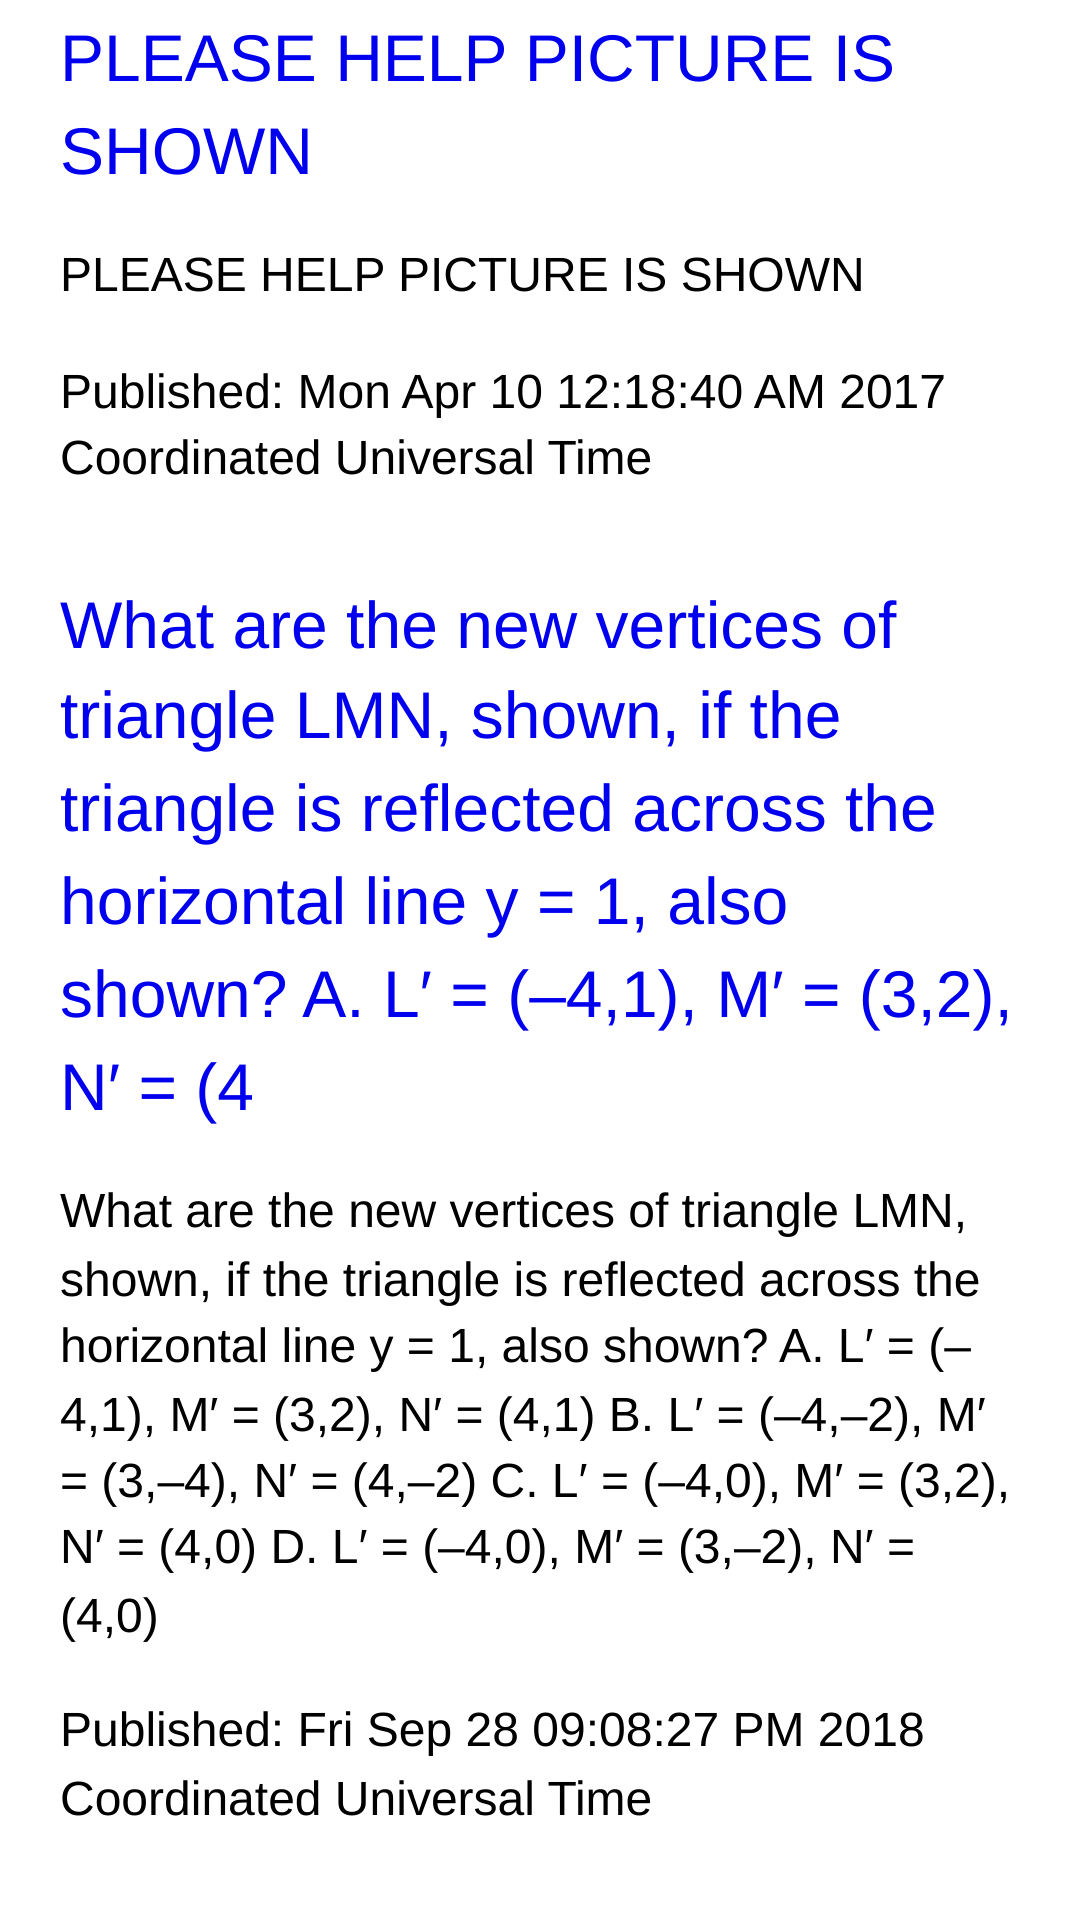 PLEASE HELP PICTURE IS
SHOWN
PLEASE HELP PICTURE IS SHOWN
Published: Mon Apr 10 12:18:40 AM 2017
Coordinated Universal Time
What are the new vertices of
triangle LMN, shown, if the
triangle is reflected across the
horizontal line y = 1, also
shown? A. L′ = (–4,1), M′ = (3,2),
N′ = (4
What are the new vertices of triangle LMN,
shown, if the triangle is reflected across the
horizontal line y = 1, also shown? A. L′ = (–
4,1), M′ = (3,2), N′ = (4,1) B. L′ = (–4,–2), M′
= (3,–4), N′ = (4,–2) C. L′ = (–4,0), M′ = (3,2),
N′ = (4,0) D. L′ = (–4,0), M′ = (3,–2), N′ =
(4,0)
Published: Fri Sep 28 09:08:27 PM 2018
Coordinated Universal Time